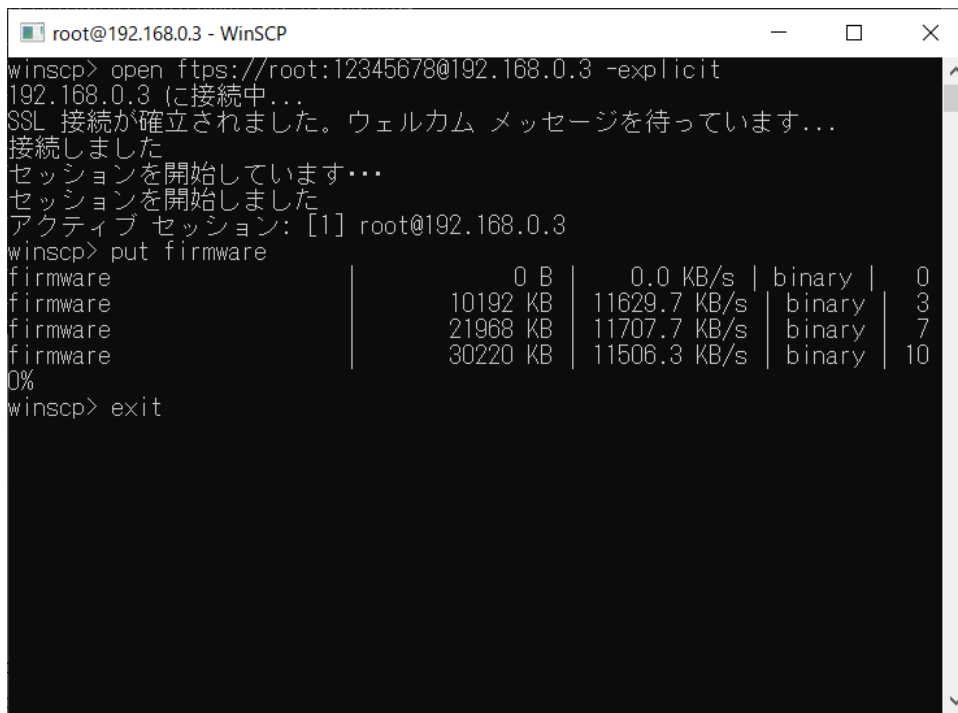 root@192.168.0.3 - WinSCP
winscp> open ftps://root:12345678@192.168.0.3 -explicit
192.168.0.3 に接続中...
SSL 接続が確立されました。ウェルカム メッセージを待っています...
接続しました
セッションを開始しています・・・
セッションを開始しました
アクティブ セッション: [1] root@192.168.0.3
winscp> put firmware
firmware | 0 B | 0.0 KB/s | binary | 0
firmware | 10192 KB | 11629.7 KB/s | binary | 3
firmware | 21968 KB | 11707.7 KB/s | binary | 7
firmware | 30220 KB | 11506.3 KB/s | binary | 10
0%
winscp> exit